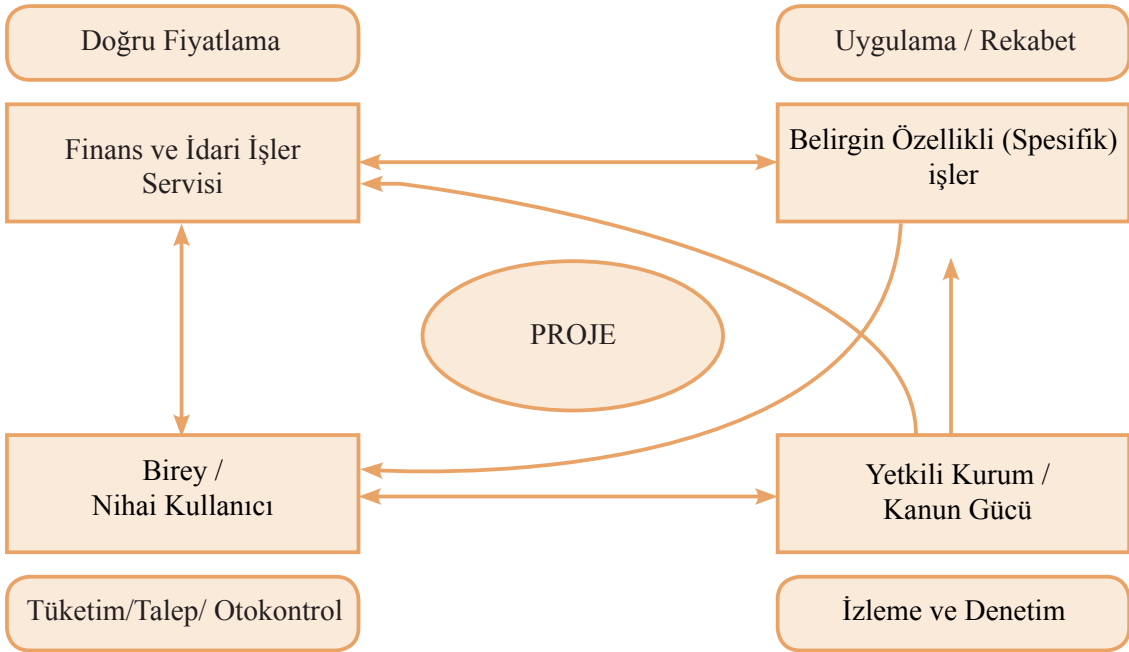 Doğru Fiyatlama
Uygulama / Rekabet
Finans ve İdari İşler
Servisi
Belirgin Özellikli (Spesifik)
işler
PROJE
Birey /
Nihai Kullanıcı
Yetkili Kurum /
Kanun Gücü
Tüketim/Talep/ Otokontrol
İzleme ve Denetim